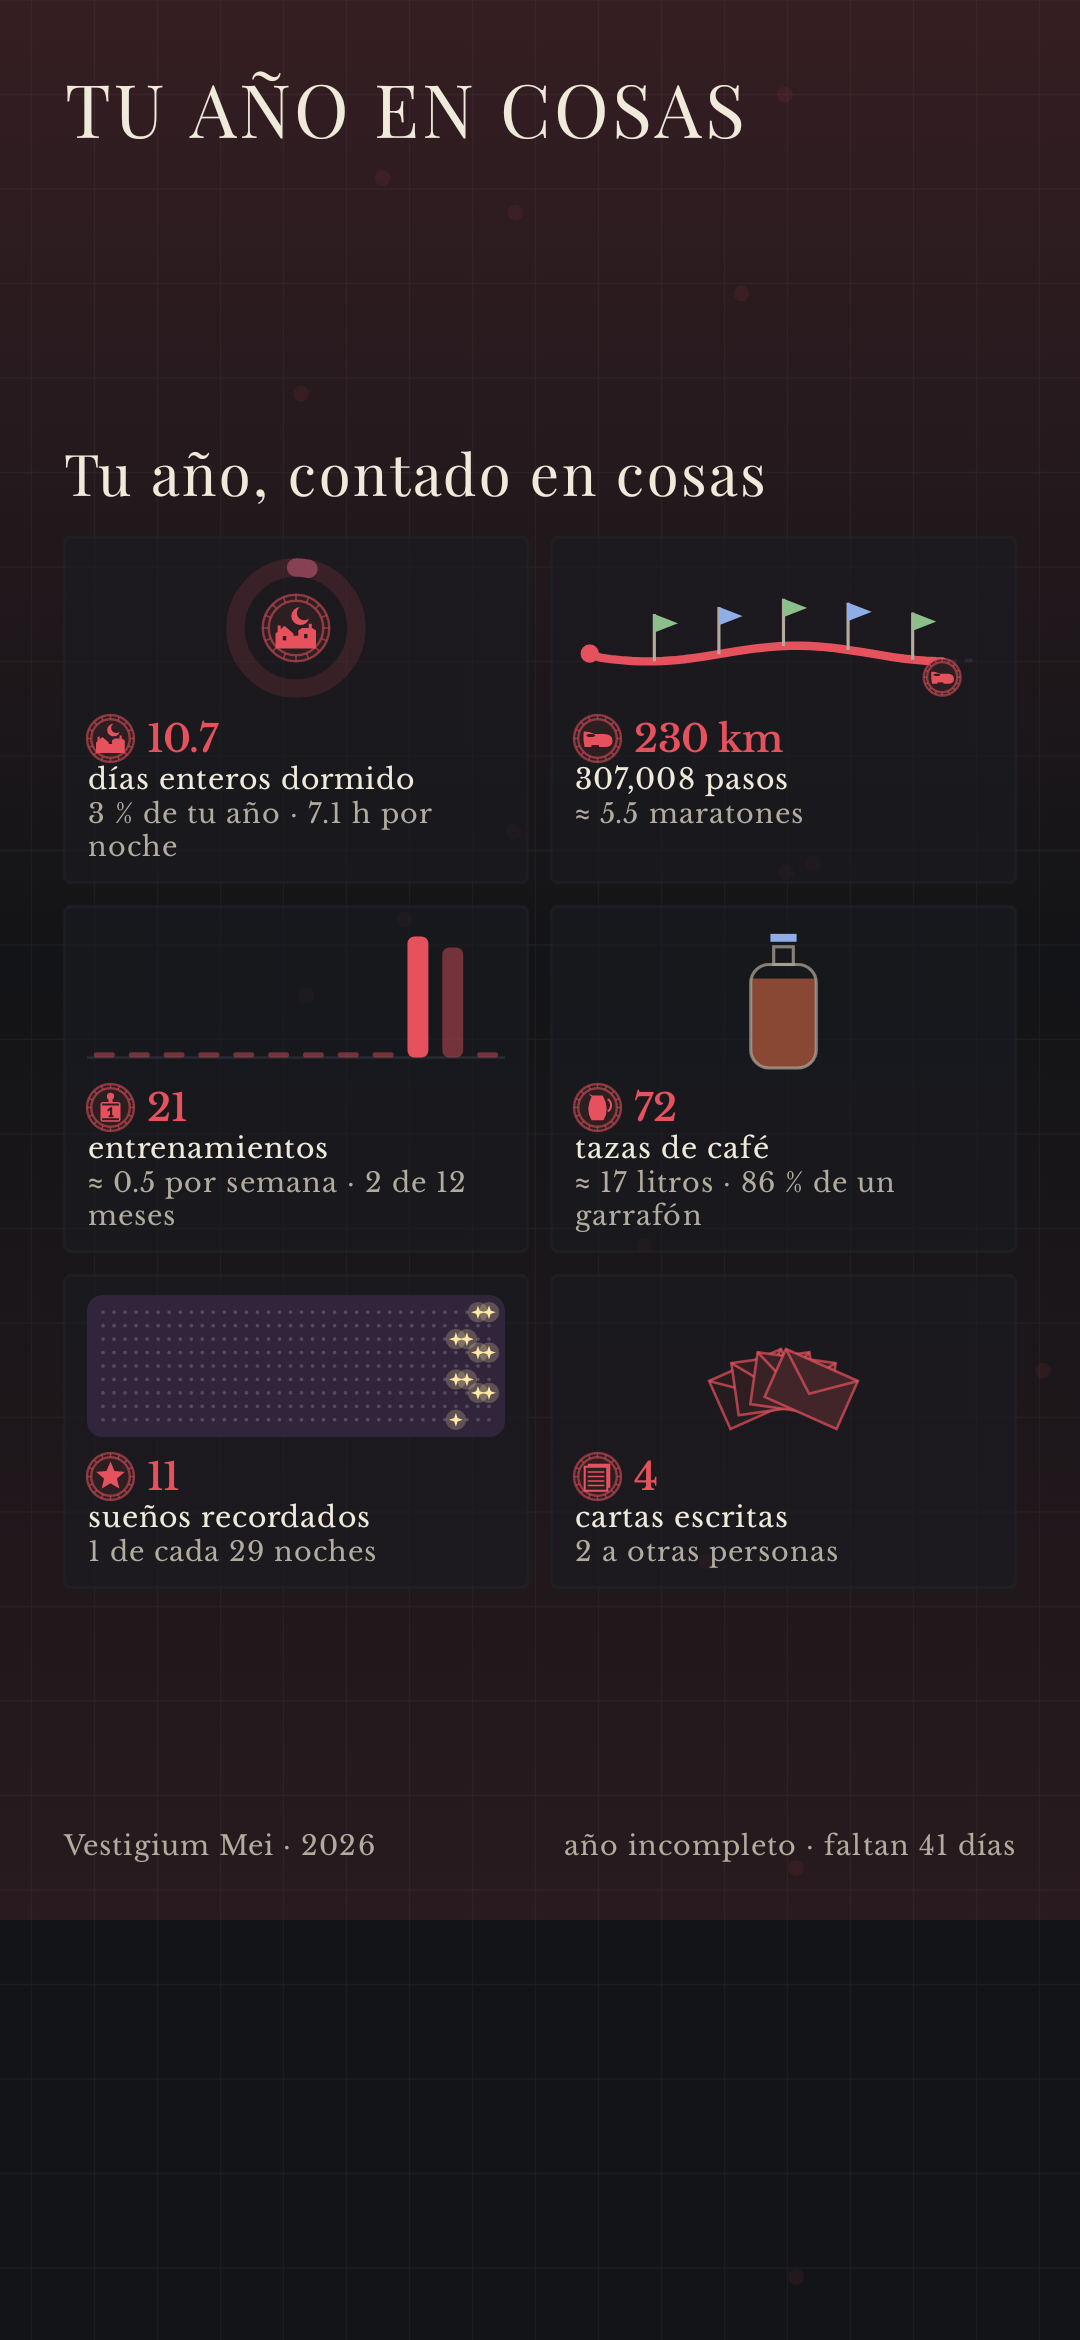 TU AÑO EN COSAS
Tu año, contado en cosas
10.7
días enteros dormido
3 % de tu año · 7.1 h por
noche
230 km
307,008 pasos
≈ 5.5 maratones
1
21
entrenamientos
≈ 0.5 por semana · 2 de 12
meses
72
tazas de café
≈ 17 litros · 86 % de un
garrafón
11
sueños recordados
1 de cada 29 noches
4
cartas escritas
2 a otras personas
Vestigium Mei · 2026
año incompleto · faltan 41 días